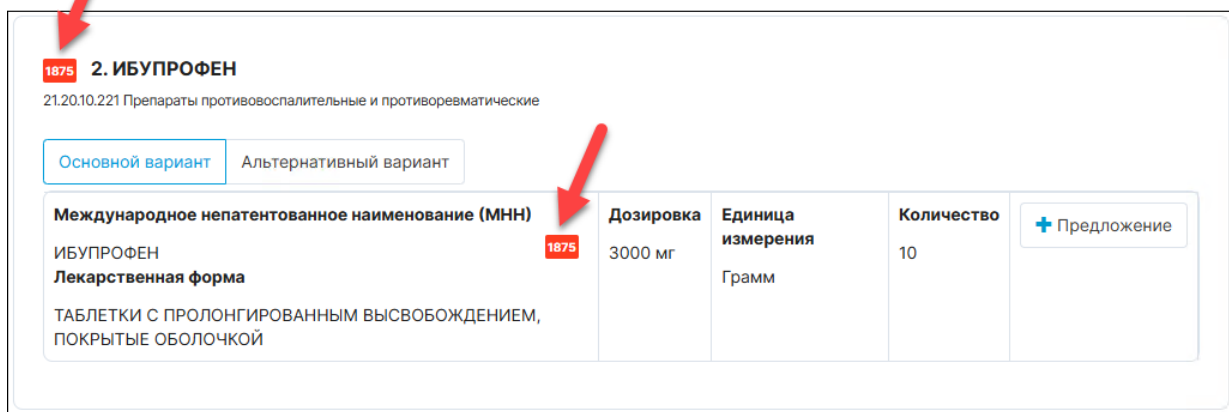 1875 2. ИБУПРОФЕН
21.20.10.221 Препараты противовоспалительные и противоревматические
Основной вариант Альтернативный вариант
Международное непатентованное наименование (МНН)
ИБУПРОФЕН 1875
Лекарственная форма
ТАБЛЕТКИ С ПРОЛОНГИРОВАННЫМ ВЫСВОБОЖДЕНИЕМ,
ПОКРЫТЫЕ ОБОЛОЧКОЙ
Дозировка
3000 мг
Единица
измерения
Грамм
Количество
10
Предложение